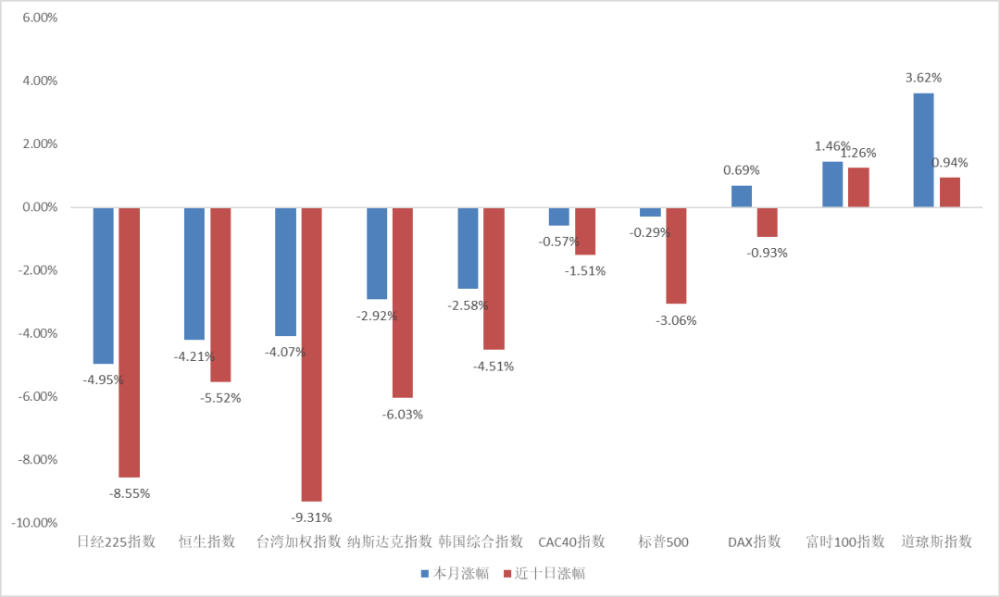 6.00%
4.00%
2.00%
0.00%
-2.00%
-4.00%
-6.00%
-8.00%
-10.00%
-4.95%
-8.55%
-4.21%
-5.52%
-4.07%
-9.31%
-2.92%
-6.03%
-2.58%
-4.51%
-0.57%
-1.51%
-0.29%
-3.06%
0.69%
-0.93%
1.46%
1.26%
3.62%
0.94%
日经225指数
恒生指数
台湾加权指数
纳斯达克指数
韩国综合指数
CAC40指数
标普500
DAX指数
富时100指数
道琼斯指数
本月涨幅
近十日涨幅